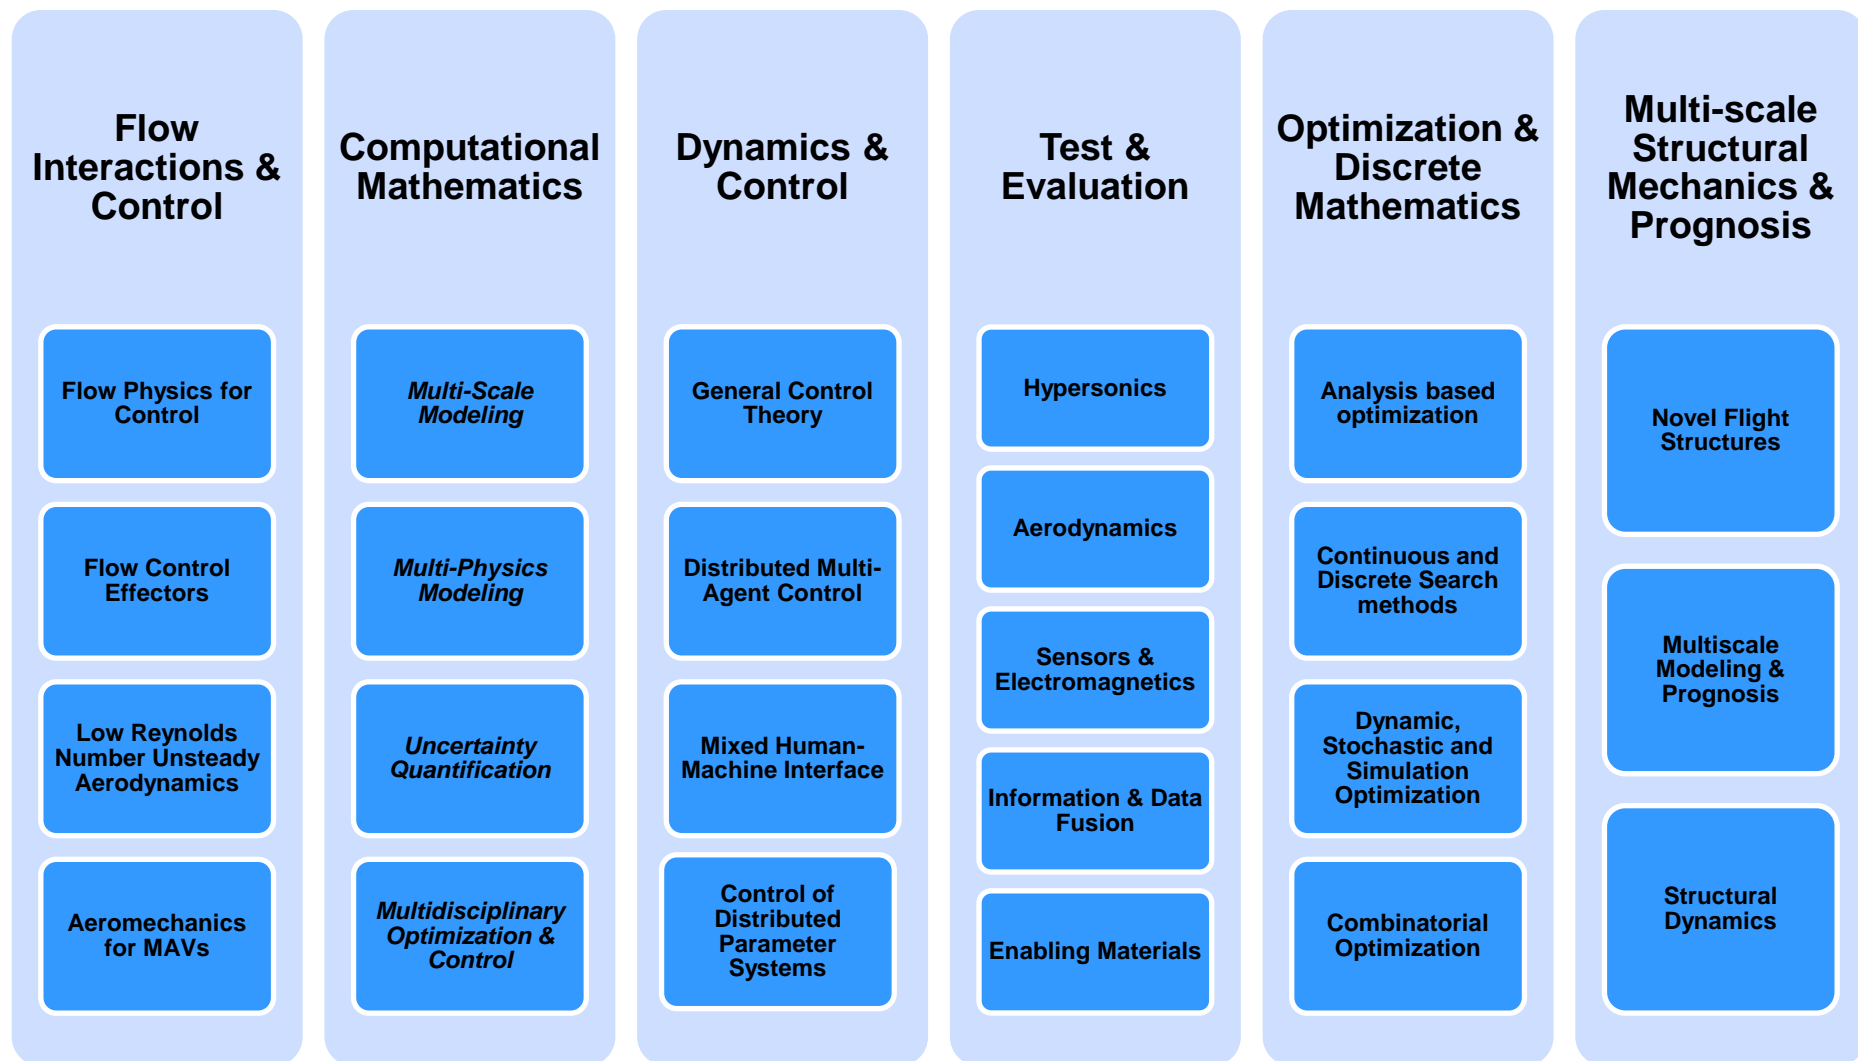 Flow
Interactions &
Control
Flow Physics for
Control
Flow Control
Effectors
Low Reynolds
Number Unsteady
Aerodynamics
Aeromechanics
for MAVs
Computational
Mathematics
Multi-Scale
Modeling
Multi-Physics
Modeling
Uncertainty
Quantification
Multidisciplinary
Optimization &
Control
Dynamics &
Control
General Control
Theory
Distributed Multi-
Agent Control
Mixed Human-
Machine Interface
Control of
Distributed
Parameter
Systems
Test &
Evaluation
Hypersonics
Aerodynamics
Sensors &
Electromagnetics
Information & Data
Fusion
Enabling Materials
Optimization &
Discrete
Mathematics
Analysis based
optimization
Continuous and
Discrete Search
methods
Dynamic,
Stochastic and
Simulation
Optimization
Combinatorial
Optimization
Multi-scale
Structural
Mechanics &
Prognosis
Novel Flight
Structures
Multiscale
Modeling &
Prognosis
Structural
Dynamics